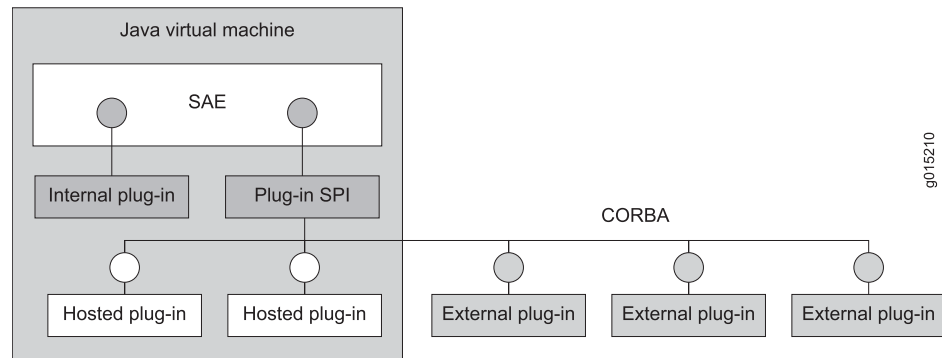 Java virtual machine
SAE
Internal plug-in
Plug-in SPI
CORBA
g015210
Hosted plug-in
Hosted plug-in
External plug-in
External plug-in
External plug-in